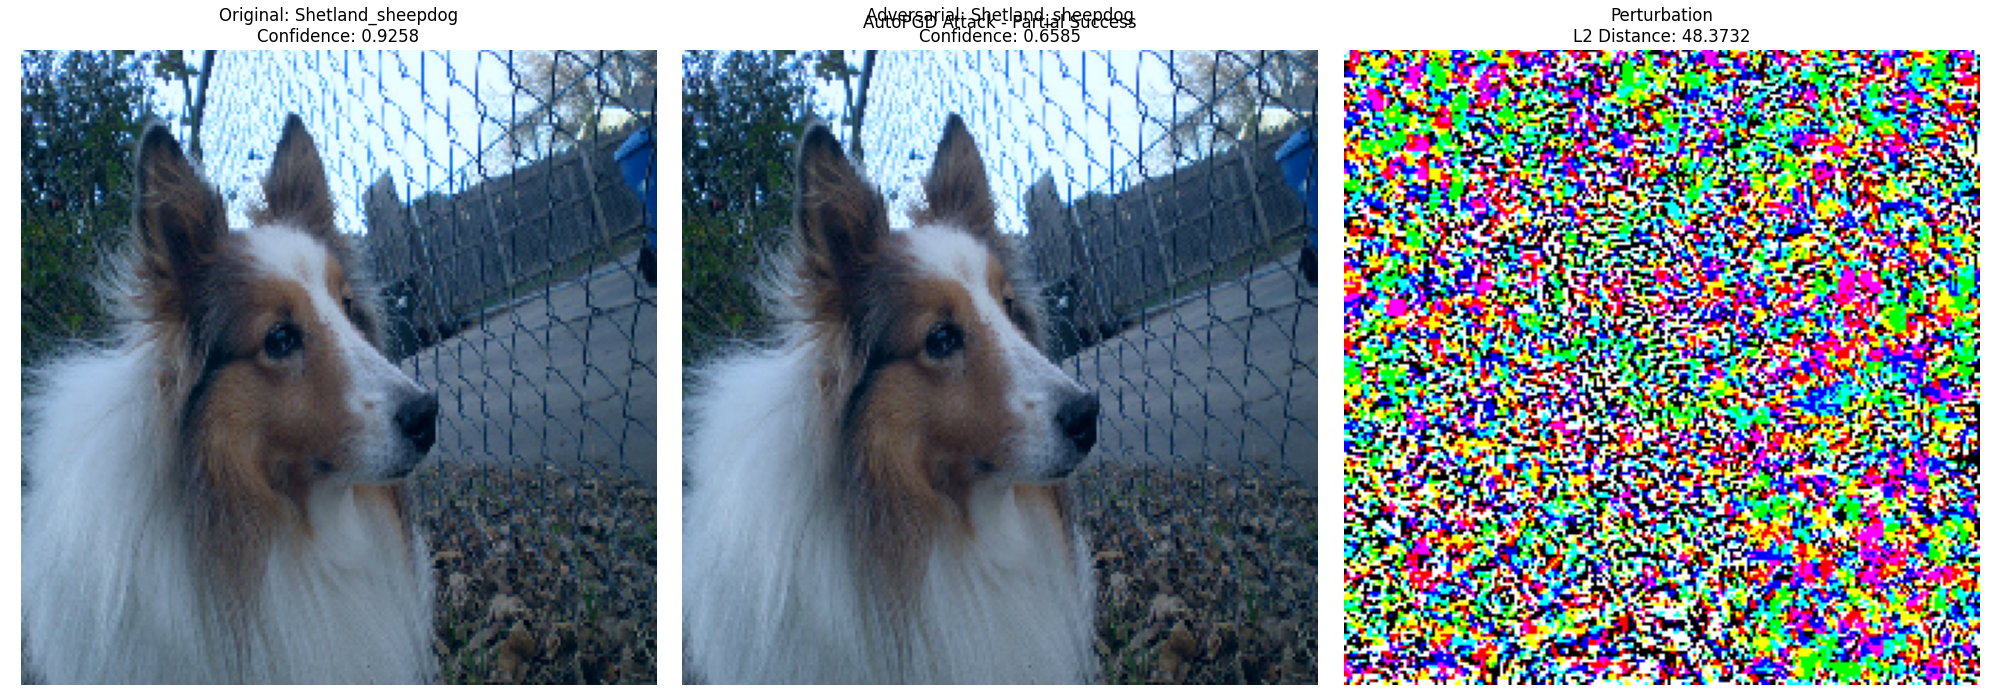 Original: Shetland_sheepdog
Confidence: 0.9258
Adversarial: Shetland_sheepdog
AutoPGD Attack - Partial Success
Confidence: 0.6585
Perturbation
L2 Distance: 48.3732